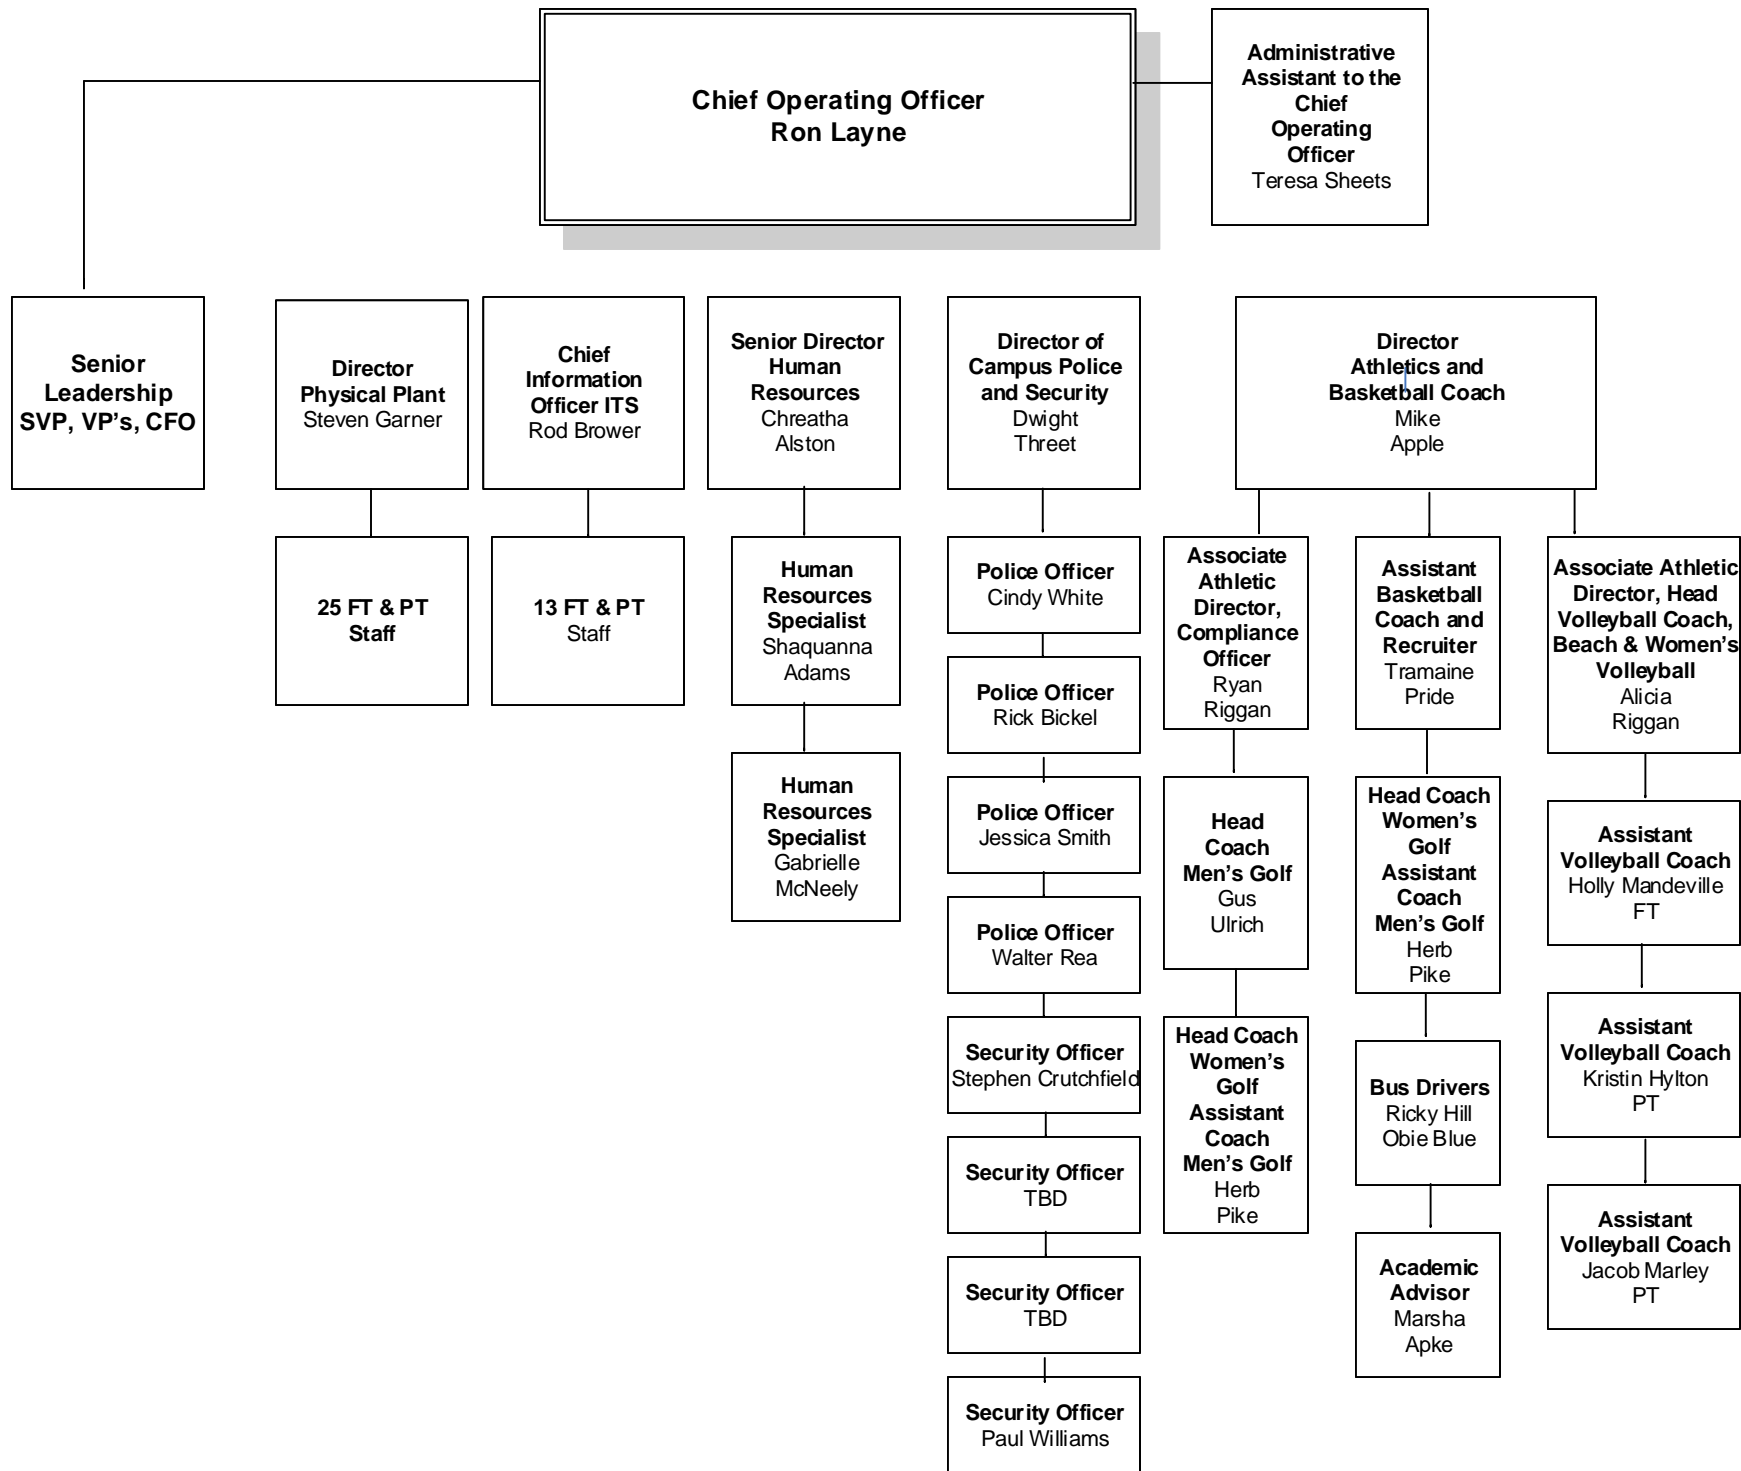 Chief Operating Officer
Ron Layne
Administrative
Assistant to the
Chief
Operating
Officer
Teresa Sheets
Senior
Leadership
SVP, VP’s, CFO
Director
Physical Plant
Steven Garner
Chief
Information
Officer ITS
Rod Brower
Senior Director
Human
Resources
Chreatha
Alston
Director of
Campus Police
and Security
Dwight
Threet
Director
Athletics and
Basketball Coach
Mike
Apple
25 FT & PT
Staff
13 FT & PT
Staff
Human
Resources
Specialist
Shaquanna
Adams
Human
Resources
Specialist
Gabrielle
McNeely
Police Officer
Cindy White
Police Officer
Rick Bickel
Police Officer
Jessica Smith
Police Officer
Walter Rea
Security Officer
Stephen Crutchfield
Security Officer
TBD
Security Officer
TBD
Security Officer
Paul Williams
Associate
Athletic
Director,
Compliance
Officer
Ryan
Riggan
Head
Coach
Men’s Golf
Gus
Ulrich
Head Coach
Women’s
Golf
Assistant
Coach
Men’s Golf
Herb
Pike
Assistant
Basketball
Coach and
Recruiter
Tramaine
Pride
Head Coach
Women’s
Golf
Assistant
Coach
Men’s Golf
Herb
Pike
Bus Drivers
Ricky Hill
Obie Blue
Academic
Advisor
Marsha
Apke
Associate Athletic
Director, Head
Volleyball Coach,
Beach & Women’s
Volleyball
Alicia
Riggan
Assistant
Volleyball Coach
Holly Mandeville
FT
Assistant
Volleyball Coach
Kristin Hylton
PT
Assistant
Volleyball Coach
Jacob Marley
PT